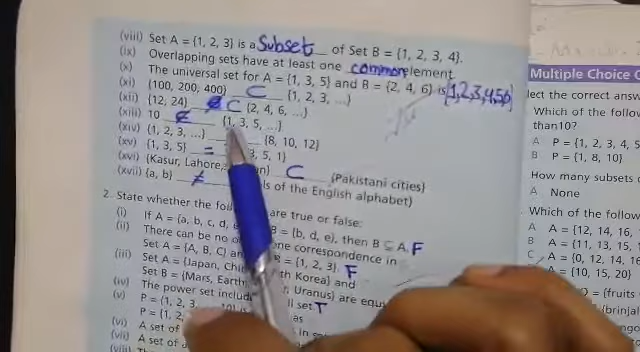 (viii) Set A = {1, 2, 3} is a Subset of Set B = {1, 2, 3, 4}.
(ix) Overlapping sets have at least one common element.
(x) The universal set for A = {1, 3, 5} and B = {2, 4, 6} is {1,2,3,4,5,6}
(xi) {100, 200, 400} ⊂ {1, 2, 3, ...}
(xii) {12, 24} ⊂ {2, 4, 6, ...}
(xiii) 10 ∉ {1, 3, 5, ...}
(xiv) {1, 2, 3, ...} {8, 10, 12}
(xv) {1, 3, 5} = 3, 5, 1}
(xvi) {Kasur, Lahore, ⊂ {Pakistani cities}
(xvii) {a, b} ≠ ls of the English alphabet}
2. State whether the fol are true or false:
(i) If A = {a, b, c, d, B = {b, d, e}, then B ⊆ A. F
(ii) There can be no one correspondence in
Set A = {A, B, C} an = {1, 2, 3}. F
(iii) Set A = {Japan, Chi th Korea} and
Set B = {Mars, Earth, Uranus} are equ
(iv) The power set includ ll set. T
(v) P = {1, 2, 3, as
P = {1, 2,
(vi) A set of
(vii) A set of
Multiple Choice
lect the correct answ
Which of the follow
than 10?
A P = {1, 2, 3, 4, 5
B P = {1, 8, 10}
How many subsets
A None
Which of the follow
A A = {12, 14, 16,
B A = {11, 13, 15,
C A = {0, 12, 14, 16
A = {10, 15, 20}
= {fruits
(brinjal